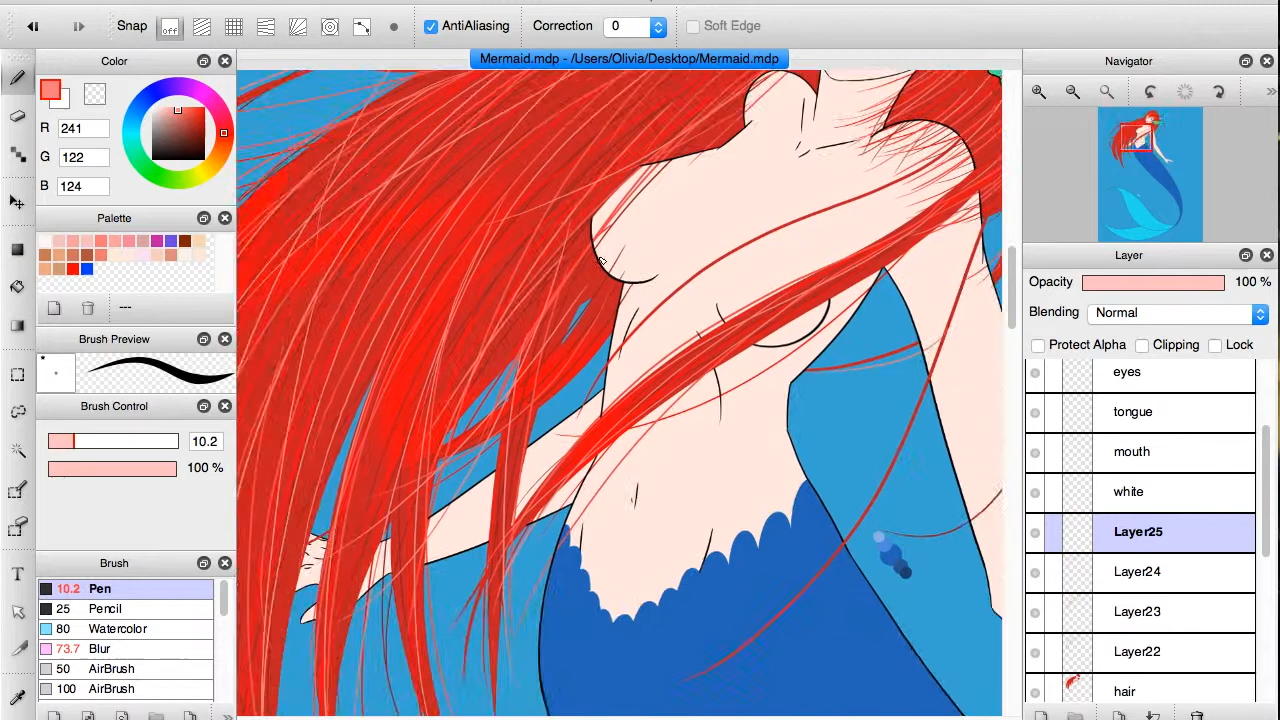 Snap off AntiAliasing Correction 0 Soft Edge
Mermaid.mdp - /Users/Olivia/Desktop/Mermaid.mdp
Color
R 241
G 122
B 124
Palette
---
Brush Preview
*
Brush Control
10.2
100 %
Brush
10.2 Pen
25 Pencil
80 Watercolor
73.7 Blur
50 AirBrush
100 AirBrush
Navigator
Layer
Opacity 100 %
Blending Normal
Protect Alpha Clipping Lock
eyes
tongue
mouth
white
Layer25
Layer24
Layer23
Layer22
hair